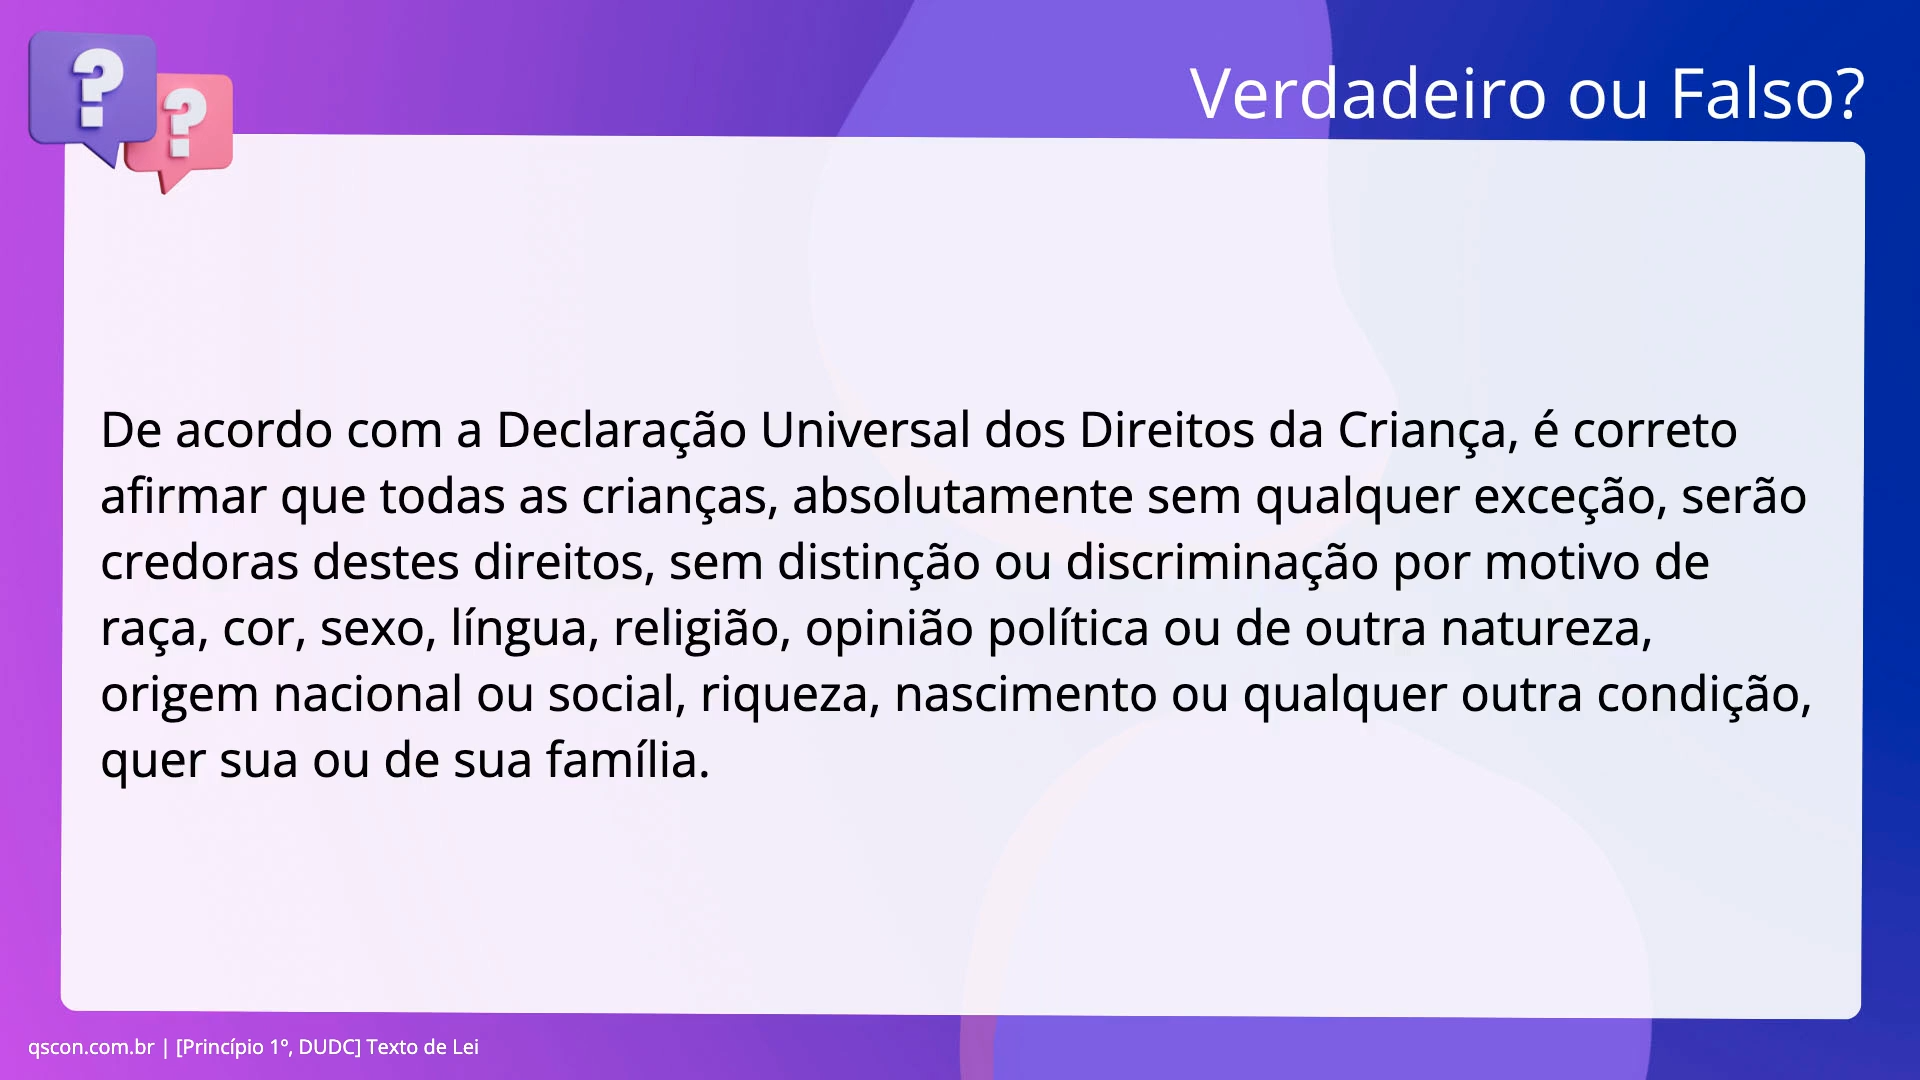 Verdadeiro ou Falso?
De acordo com a Declaração Universal dos Direitos da Criança, é correto
afirmar que todas as crianças, absolutamente sem qualquer exceção, serão
credoras destes direitos, sem distinção ou discriminação por motivo de
raça, cor, sexo, língua, religião, opinião política ou de outra natureza,
origem nacional ou social, riqueza, nascimento ou qualquer outra condição,
quer sua ou de sua família.
qscon.com.br | [Princípio 1º, DUDC] Texto de Lei